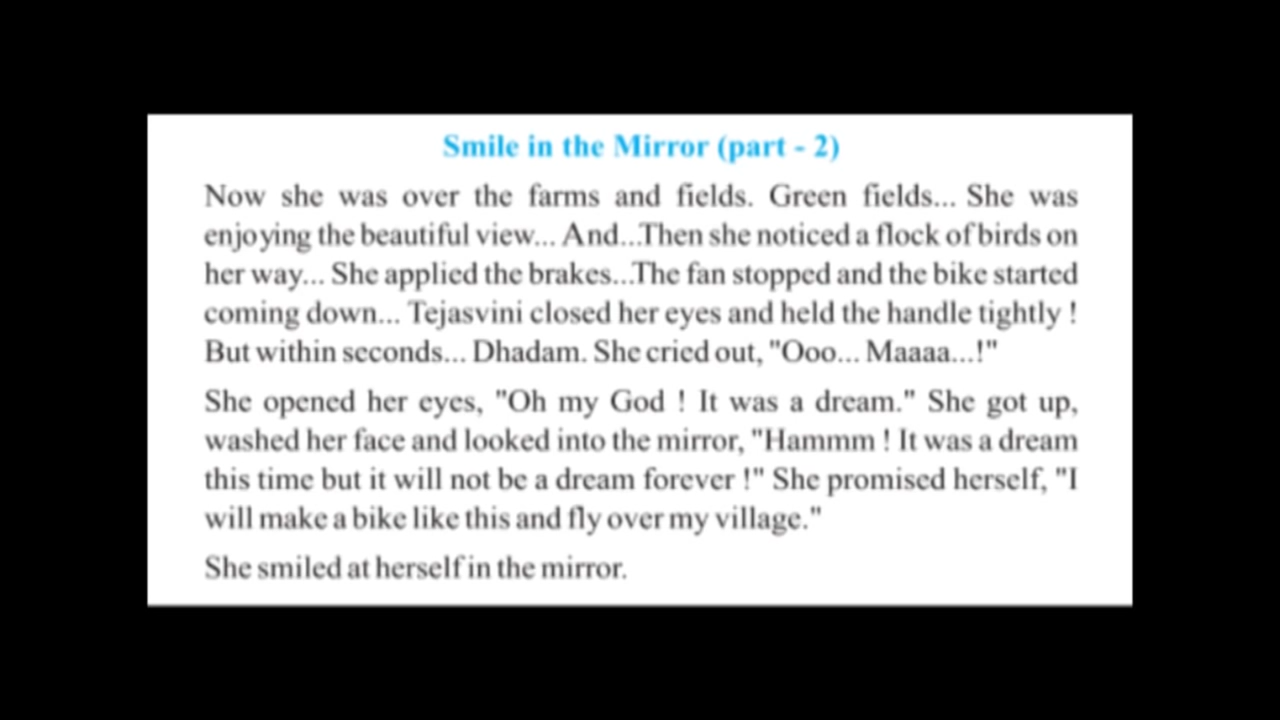 Smile in the Mirror (part - 2)
Now she was over the farms and fields. Green fields... She was
enjoying the beautiful view... And...Then she noticed a flock of birds on
her way... She applied the brakes...The fan stopped and the bike started
coming down... Tejasvini closed her eyes and held the handle tightly !
But within seconds... Dhadam. She cried out, "Ooo... Maaaa...!"
She opened her eyes, "Oh my God ! It was a dream." She got up,
washed her face and looked into the mirror, "Hammm ! It was a dream
this time but it will not be a dream forever !" She promised herself, "I
will make a bike like this and fly over my village."
She smiled at herself in the mirror.